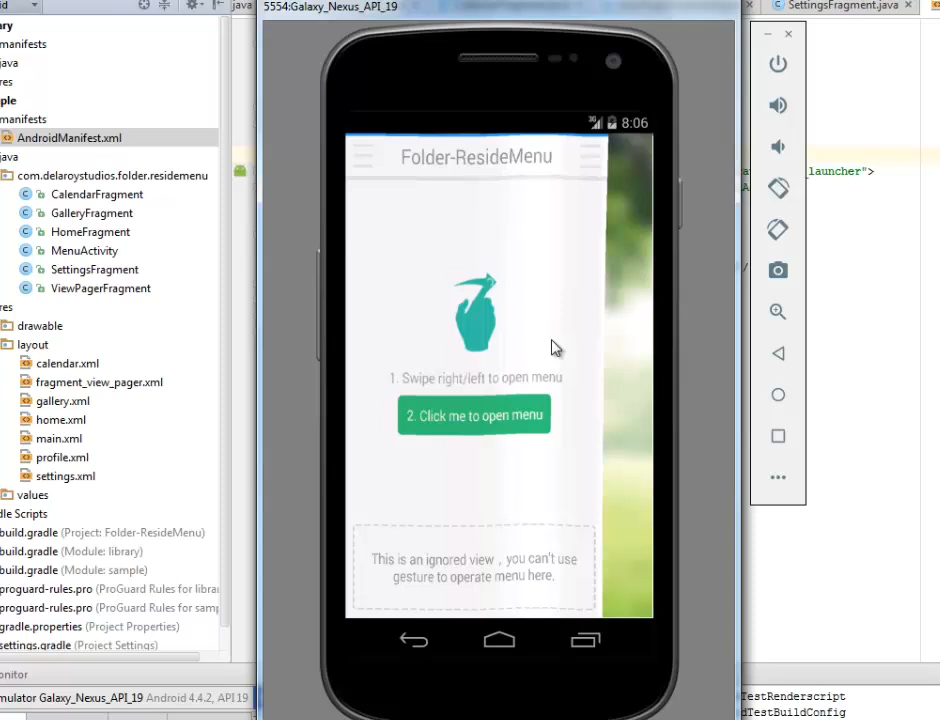 5554:Galaxy_Nexus_API_19
java
SettingsFragment.java
manifests
java
res
manifests
AndroidManifest.xml
java
com.delaroystudios.folder.residemenu
CalendarFragment
GalleryFragment
HomeFragment
MenuActivity
SettingsFragment
ViewPagerFragment
res
drawable
layout
calendar.xml
fragment_view_pager.xml
gallery.xml
home.xml
main.xml
profile.xml
settings.xml
values
dle Scripts
build.gradle (Project: Folder-ResideMenu)
build.gradle (Module: library)
build.gradle (Module: sample)
proguard-rules.pro (ProGuard Rules for librar
proguard-rules.pro (ProGuard Rules for samp
gradle.properties (Project Properties)
settings.gradle (Project Settings)
onitor
mulator Galaxy_Nexus_API_19 Android 4.4.2, API 19
3G 8:06
Folder-ResideMenu
1. Swipe right/left to open menu
2. Click me to open menu
This is an ignored view , you can't use
gesture to operate menu here.
_launcher">
TestRenderscript
dTestBuildConfig